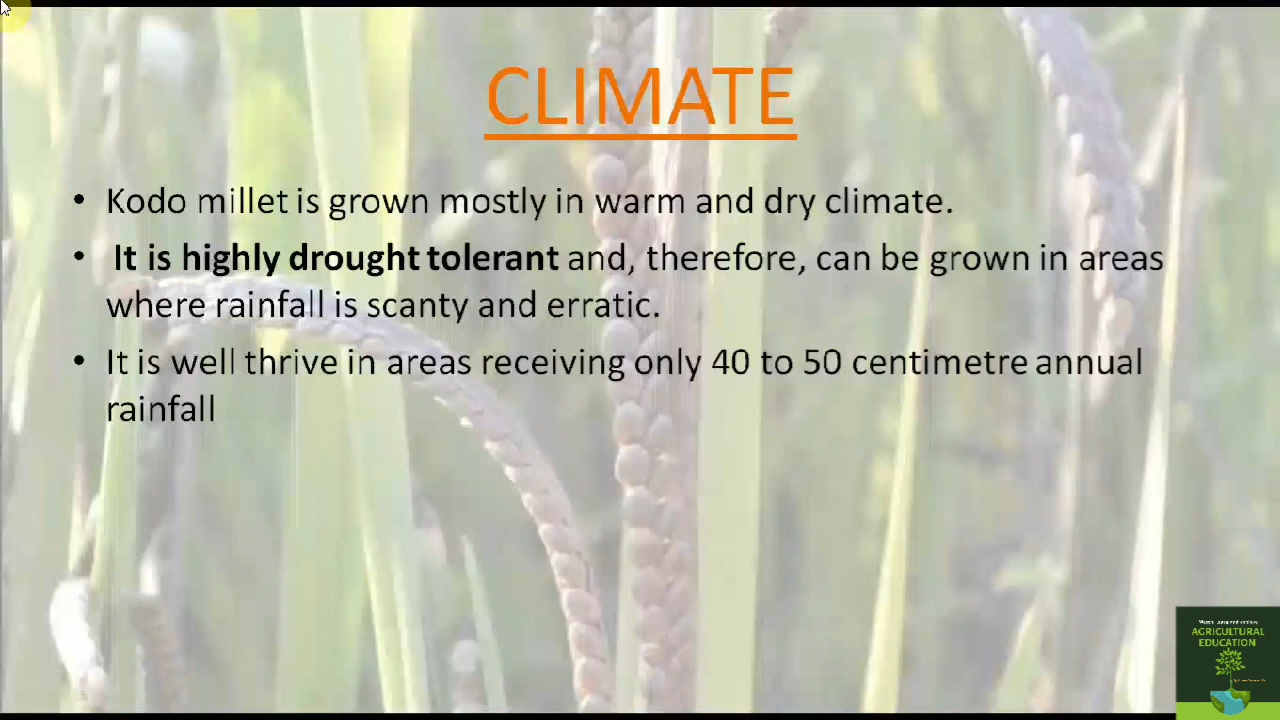 CLIMATE
• Kodo millet is grown mostly in warm and dry climate.
• It is highly drought tolerant and, therefore, can be grown in areas
where rainfall is scanty and erratic.
• It is well thrive in areas receiving only 40 to 50 centimetre annual
rainfall
AGRICULTURAL
EDUCATION